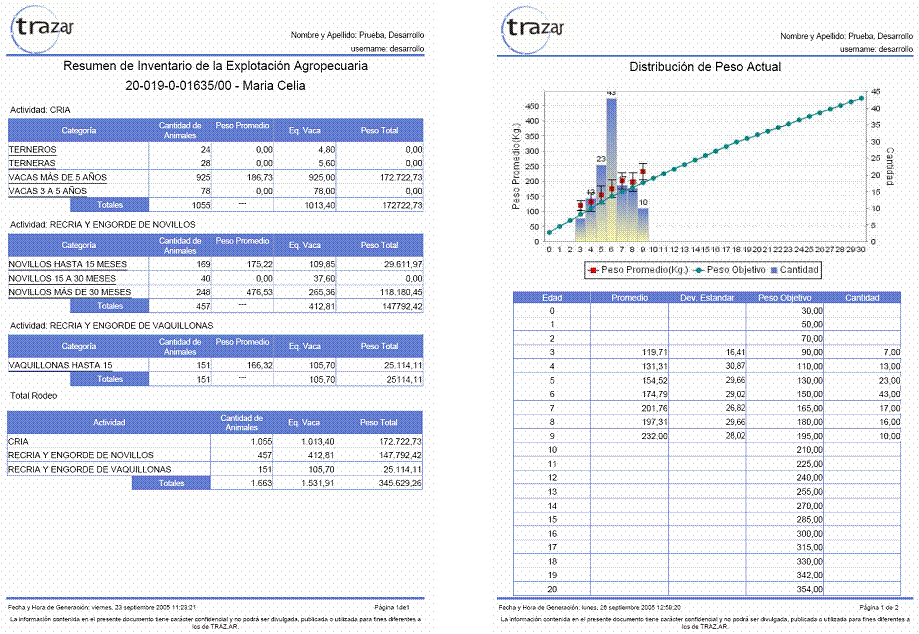 trazar
Nombre y Apellido: Prueba, Desarrollo
username: desarrollo
Resumen de Inventario de la Explotación Agropecuaria
20-019-0-01635/00 - Maria Celia
Actividad: CRIA
Categoría Cantidad de Animales Peso Promedio Eq. Vaca Peso Total
TERNEROS 24 0,00 4,80 0,00
TERNERAS 28 0,00 5,60 0,00
VACAS MÁS DE 5 AÑOS 925 186,73 925,00 172.722,73
VACAS 3 A 5 AÑOS 78 0,00 78,00 0,00
Totales 1055 --- 1013,40 172722,73
Actividad: RECRIA Y ENGORDE DE NOVILLOS
Categoría Cantidad de Animales Peso Promedio Eq. Vaca Peso Total
NOVILLOS HASTA 15 MESES 169 175,22 109,85 29.611,97
NOVILLOS 15 A 30 MESES 40 0,00 37,60 0,00
NOVILLOS MÁS DE 30 MESES 248 476,53 265,36 118.180,45
Totales 457 --- 412,81 147792,42
Actividad: RECRIA Y ENGORDE DE VAQUILLONAS
Categoría Cantidad de Animales Peso Promedio Eq. Vaca Peso Total
VAQUILLONAS HASTA 15 151 166,32 105,70 25.114,11
Totales 151 --- 105,70 25114,11
Total Rodeo
Actividad Cantidad de Animales Eq. Vaca Peso Total
CRIA 1.055 1.013,40 172.722,73
RECRIA Y ENGORDE DE NOVILLOS 457 412,81 147.792,42
RECRIA Y ENGORDE DE VAQUILLONAS 151 105,70 25.114,11
Totales 1.663 1.531,91 345.629,26
Fecha y Hora de Generación: viernes, 23 septiembre 2005 11:23:21 Página 1de1
La información contenida en el presente documento tiene carácter confidencial y no podrá ser divulgada, publicada o utilizada para fines diferentes a
los de TRAZ.AR.
trazar
Nombre y Apellido: Prueba, Desarrollo
username: desarrollo
Distribución de Peso Actual
Peso Promedio(Kg.)
450
400
350
300
250
200
150
100
50
0
43
23
13
10
45
40
35
30
25
20
15
10
5
0
Cantidad
0 1 2 3 4 5 6 7 8 9 10 11 12 13 14 15 16 17 18 19 20 21 22 23 24 25 26 27 28 29 30
Peso Promedio(Kg.) Peso Objetivo Cantidad
Edad Promedio Dev. Estandar Peso Objetivo Cantidad
0 30,00
1 50,00
2 70,00
3 119,71 16,41 90,00 7,00
4 131,31 30,87 110,00 13,00
5 154,52 29,66 130,00 23,00
6 174,79 29,02 150,00 43,00
7 201,76 26,82 165,00 17,00
8 197,31 29,66 180,00 16,00
9 232,00 28,02 195,00 10,00
10 210,00
11 225,00
12 240,00
13 255,00
14 270,00
15 285,00
16 300,00
17 315,00
18 330,00
19 342,00
20 354,00
Fecha y Hora de Generación: lunes, 26 septiembre 2005 12:58:20 Página 1 de 2
La información contenida en el presente documento tiene carácter confidencial y no podrá ser divulgada, publicada o utilizada para fines diferentes a
los de TRAZ.AR.